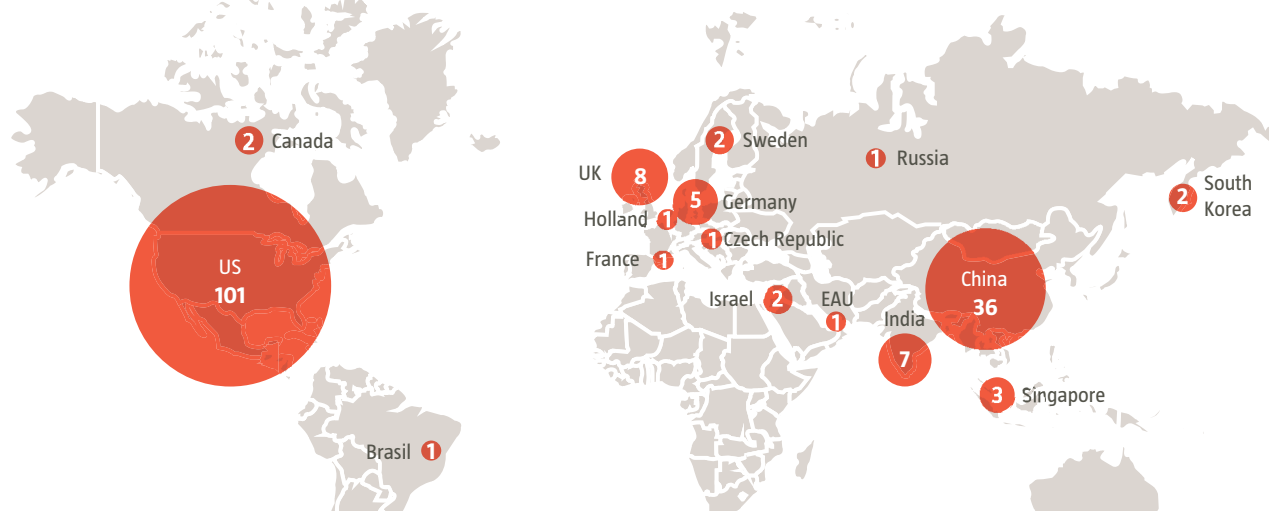 2 Canada
US
101
Brasil 1
2 Sweden
1 Russia
UK 8
5 Germany
2 South
Korea
Holland 1
1 Czech Republic
France 1
Israel 2
EAU
1
China
36
India
7
3 Singapore